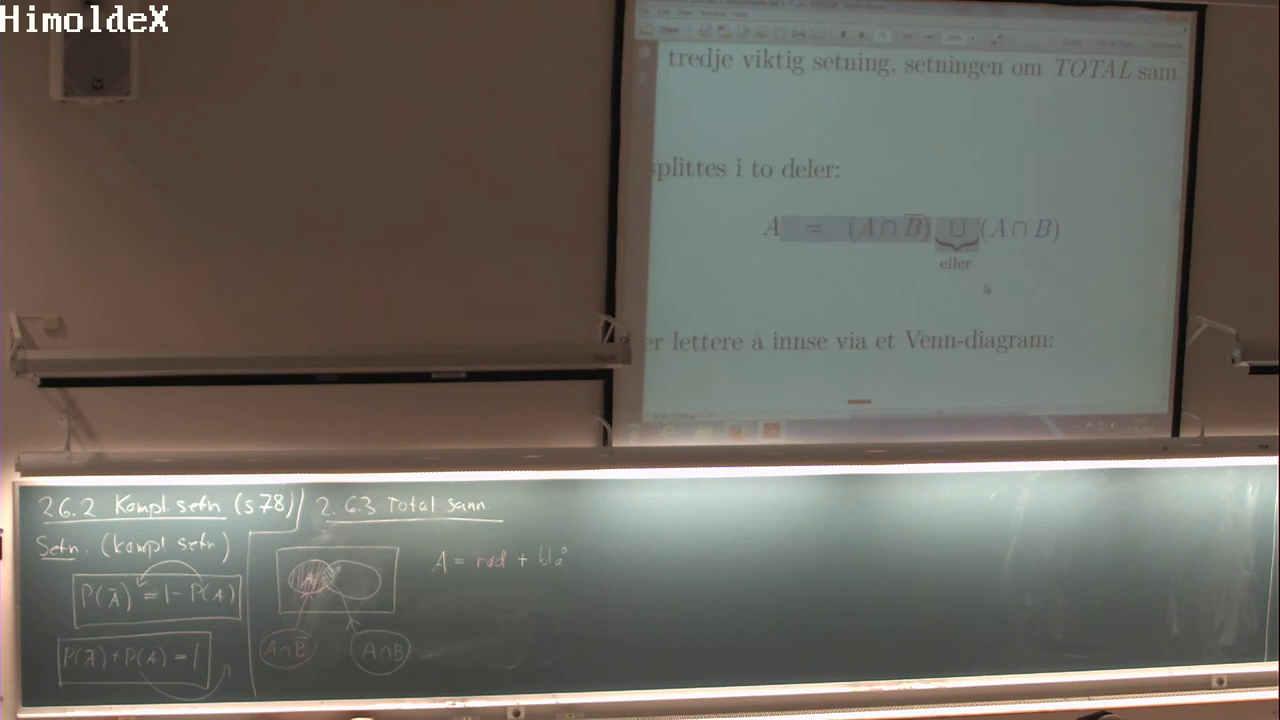 HimoldeX
tredje viktig setning, setningen om TOTAL san
splittes i to deler:
A = (A ∩ B̅) ∪ (A ∩ B)
eller
er lettere å innse via et Venn-diagram:
2.6.2 Kompl. setn (s 78)
Setn. (kompl setn)
P(A̅) = 1 - P(A)
P(A̅) + P(A) = 1
2.6.3 Total sann.
A = rød + blå
A
A∩B̅
A∩B